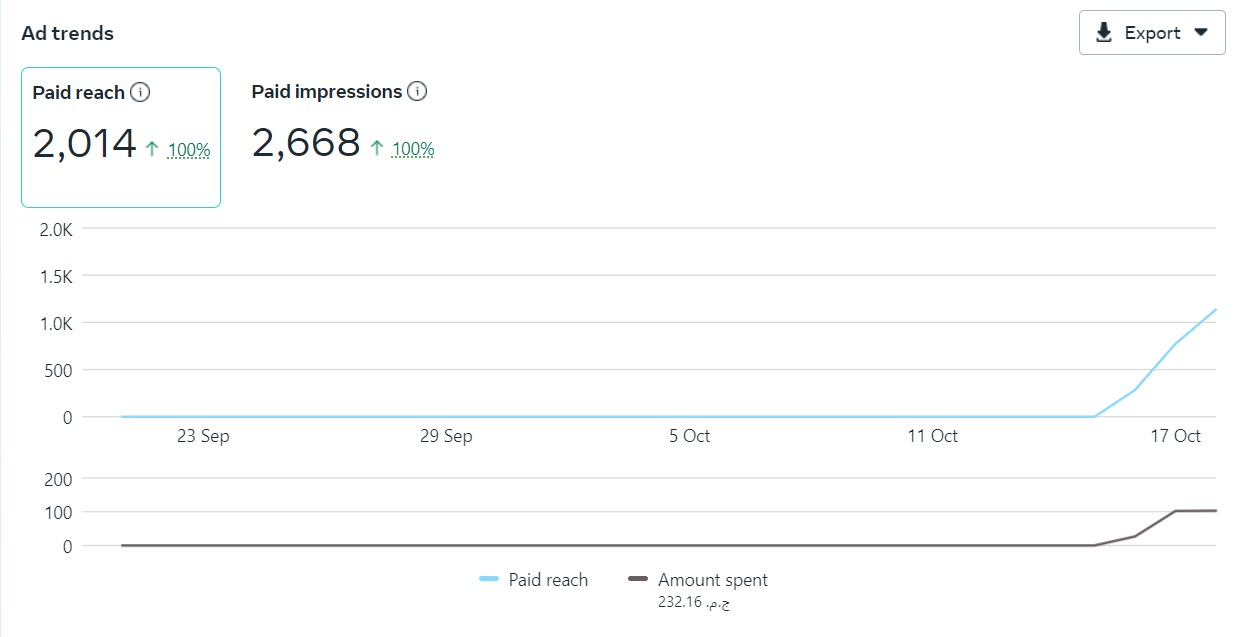 Ad trends
Export
Paid reach
Paid impressions
2,014 ↑ 100%
2,668 ↑ 100%
2.0K
1.5K
1.0K
500
0
23 Sep 29 Sep 5 Oct 11 Oct 17 Oct
200
100
0
Paid reach
Amount spent
232.16 ج.م.